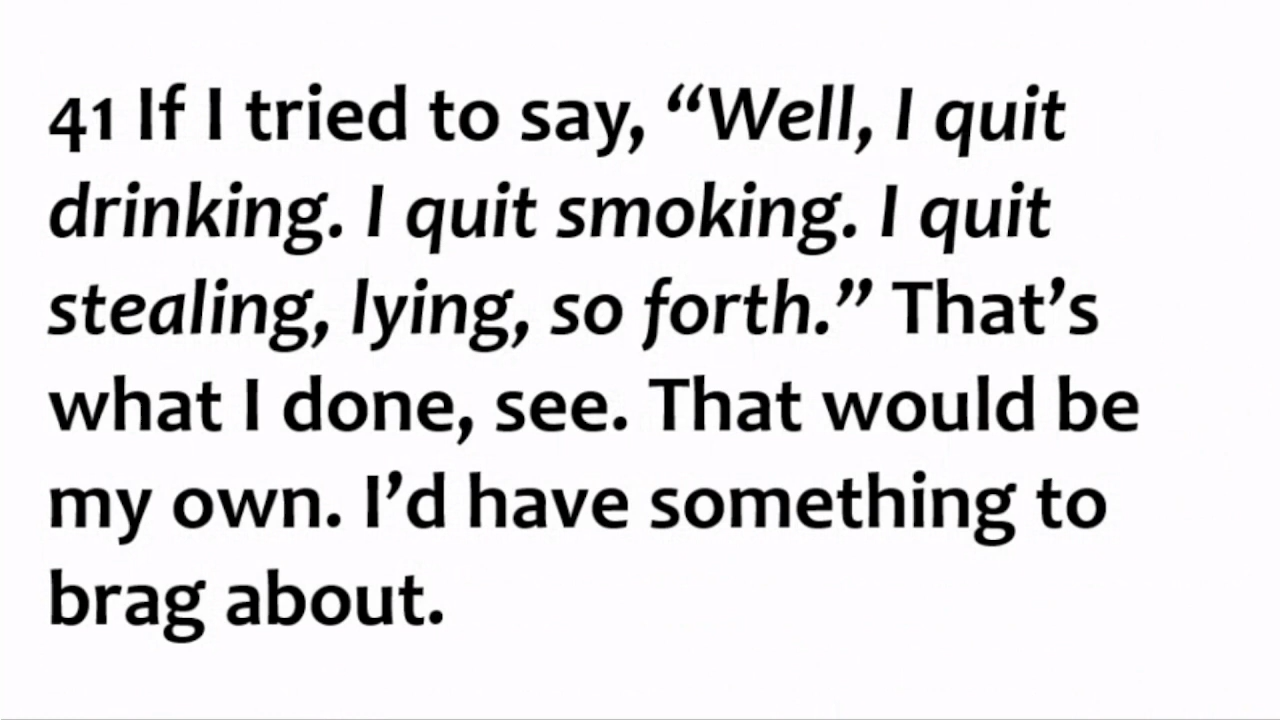 41 If I tried to say, “Well, I quit
drinking. I quit smoking. I quit
stealing, lying, so forth.” That’s
what I done, see. That would be
my own. I’d have something to
brag about.